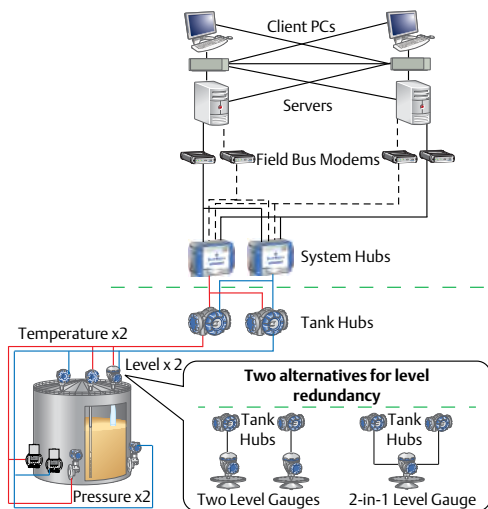 Client PCs
Servers
Field Bus Modems
System Hubs
Tank Hubs
Temperature x2
Level x 2
Two alternatives for level
redundancy
Tank
Hubs
Tank
Hubs
Pressure x2
Two Level Gauges
2-in-1 Level Gauge